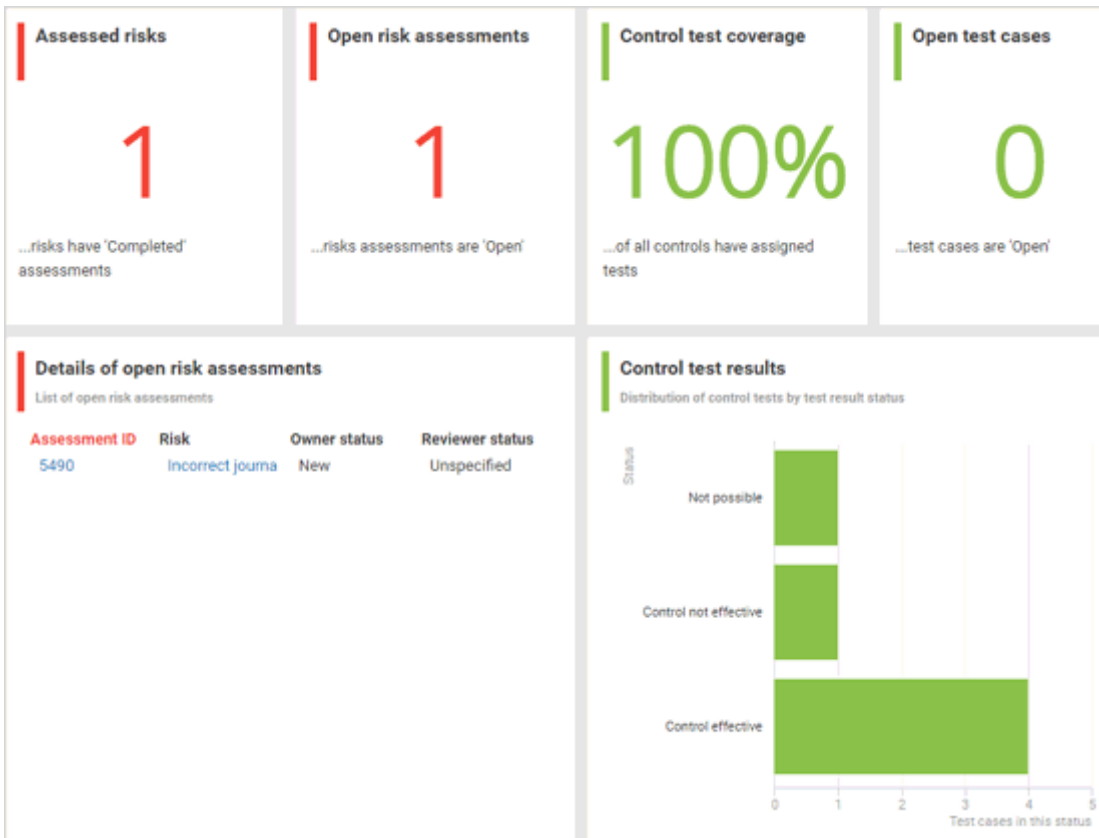 Assessed risks
1
...risks have 'Completed'
assessments
Open risk assessments
1
...risks assessments are 'Open'
Control test coverage
100%
...of all controls have assigned
tests
Open test cases
0
...test cases are 'Open'
Details of open risk assessments
List of open risk assessments
Assessment ID Risk Owner status Reviewer status
5490 Incorrect journa New Unspecified
Control test results
Distribution of control tests by test result status
Status
Not possible
Control not effective
Control effective
0 1 2 3 4 5
Test cases in this status